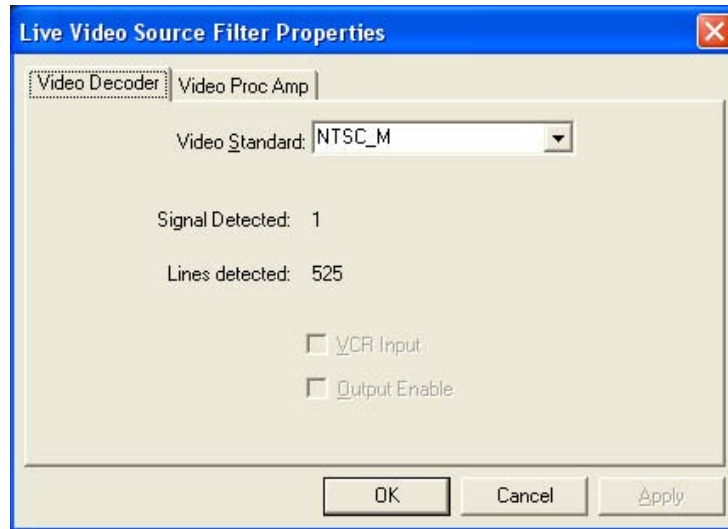 Live Video Source Filter Properties
Video Decoder Video Proc Amp
Video Standard: NTSC_M
Signal Detected: 1
Lines detected: 525
VCR Input
Output Enable
OK Cancel Apply